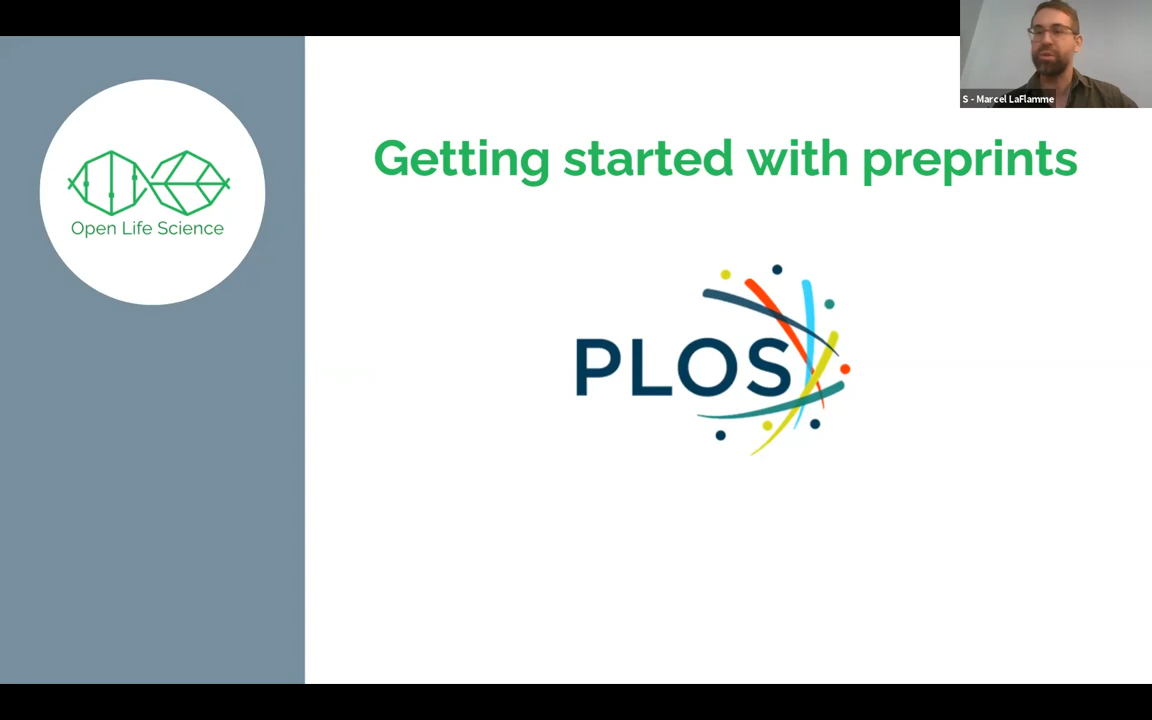 S - Marcel LaFlamme
Getting started with preprints
Open Life Science
PLOS